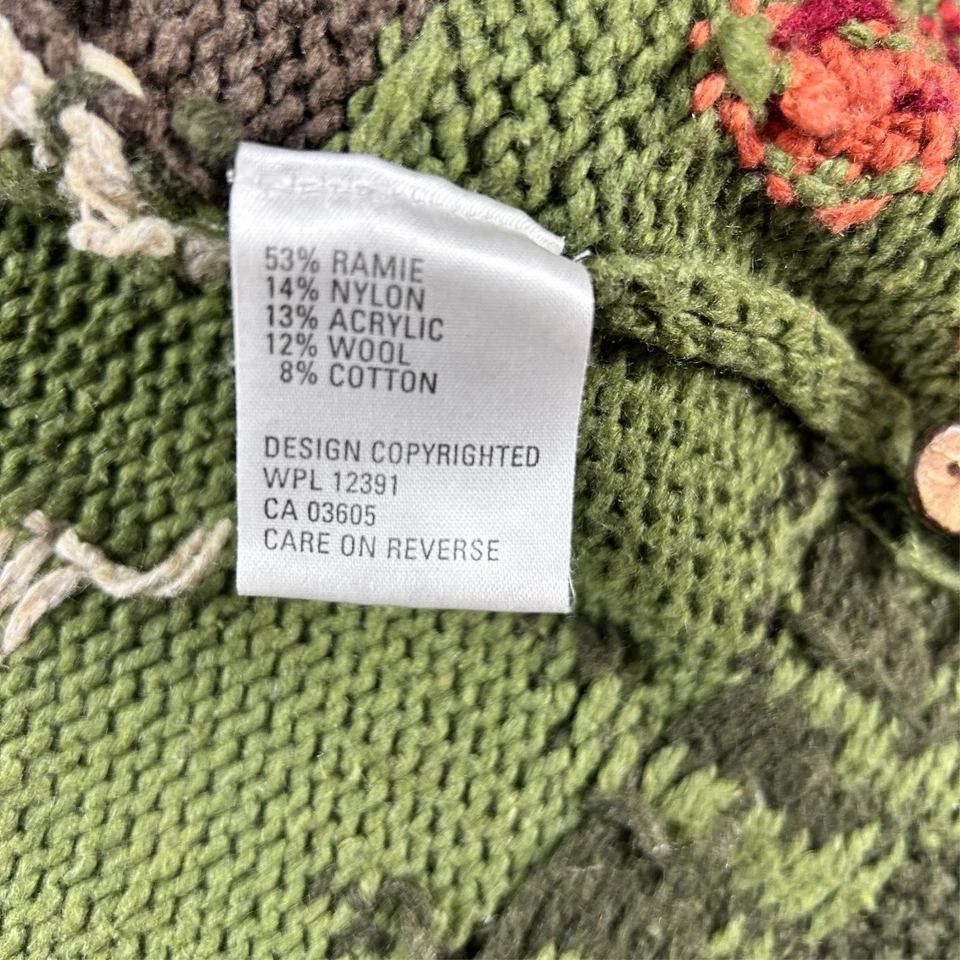 53% RAMIE
14% NYLON
13% ACRYLIC
12% WOOL
8% COTTON
DESIGN COPYRIGHTED
WPL 12391
CA 03605
CARE ON REVERSE